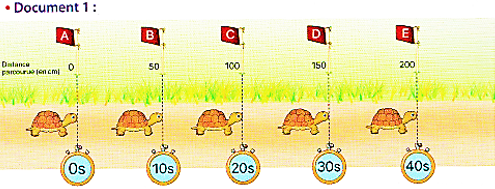 • Document 1 :
A B C D E
Distance
parcourue (en cm) 0 50 100 150 200
0s 10s 20s 30s 40s